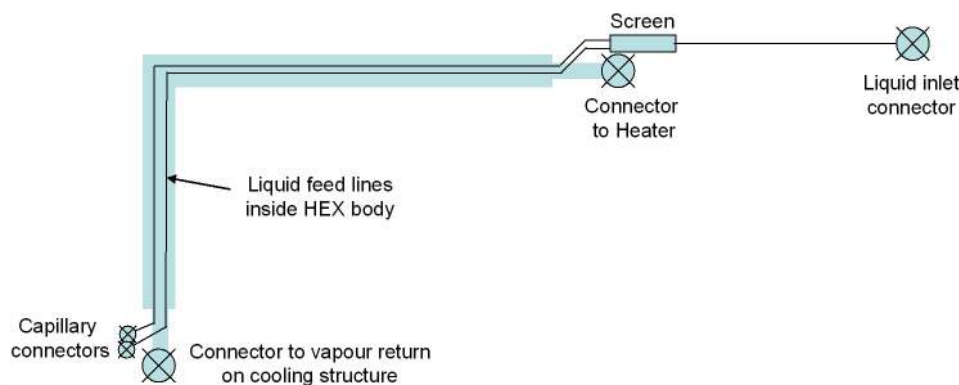 Screen
Liquid inlet
connector
Connector
to Heater
Liquid feed lines
inside HEX body
Capillary
connectors
Connector to vapour return
on cooling structure